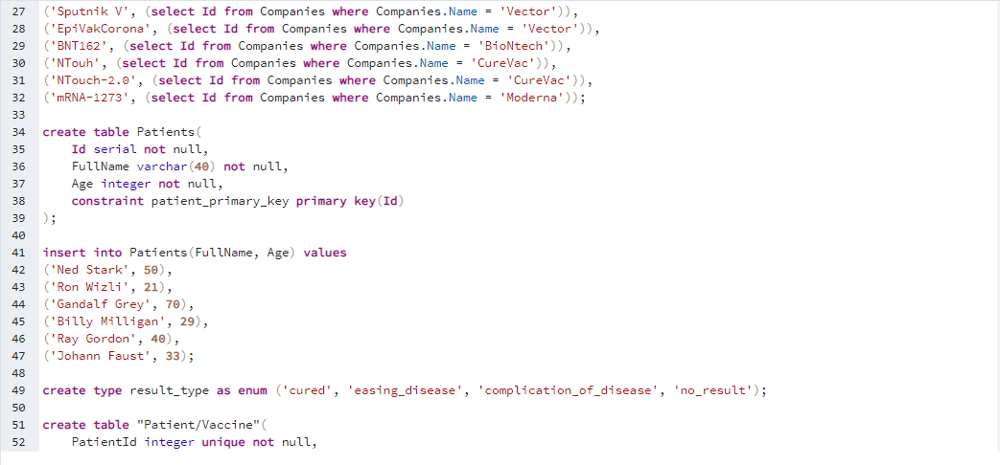 27 ('Sputnik V', (select Id from Companies where Companies.Name = 'Vector')),
28 ('EpiVakCorona', (select Id from Companies where Companies.Name = 'Vector')),
29 ('BNT162', (select Id from Companies where Companies.Name = 'BioNtech')),
30 ('NTouh', (select Id from Companies where Companies.Name = 'CureVac')),
31 ('NTouch-2.0', (select Id from Companies where Companies.Name = 'CureVac')),
32 ('mRNA-1273', (select Id from Companies where Companies.Name = 'Moderna'));
33
34 create table Patients(
35     Id serial not null,
36     FullName varchar(40) not null,
37     Age integer not null,
38     constraint patient_primary_key primary key(Id)
39 );
40
41 insert into Patients(FullName, Age) values
42 ('Ned Stark', 50),
43 ('Ron Wizli', 21),
44 ('Gandalf Grey', 70),
45 ('Billy Milligan', 29),
46 ('Ray Gordon', 40),
47 ('Johann Faust', 33);
48
49 create type result_type as enum ('cured', 'easing_disease', 'complication_of_disease', 'no_result');
50
51 create table "Patient/Vaccine"(
52     PatientId integer unique not null,